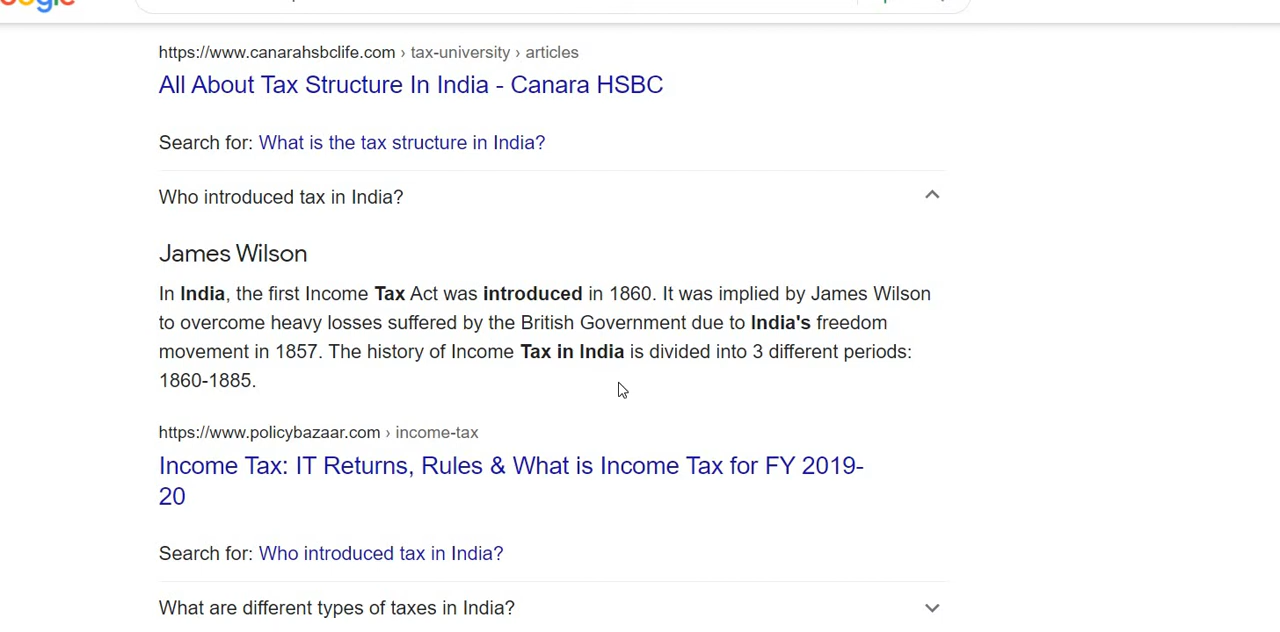 https://www.canarahsbclife.com › tax-university › articles
All About Tax Structure In India - Canara HSBC
Search for: What is the tax structure in India?
Who introduced tax in India?
James Wilson
In India, the first Income Tax Act was introduced in 1860. It was implied by James Wilson
to overcome heavy losses suffered by the British Government due to India's freedom
movement in 1857. The history of Income Tax in India is divided into 3 different periods:
1860-1885.
https://www.policybazaar.com › income-tax
Income Tax: IT Returns, Rules & What is Income Tax for FY 2019-
20
Search for: Who introduced tax in India?
What are different types of taxes in India?